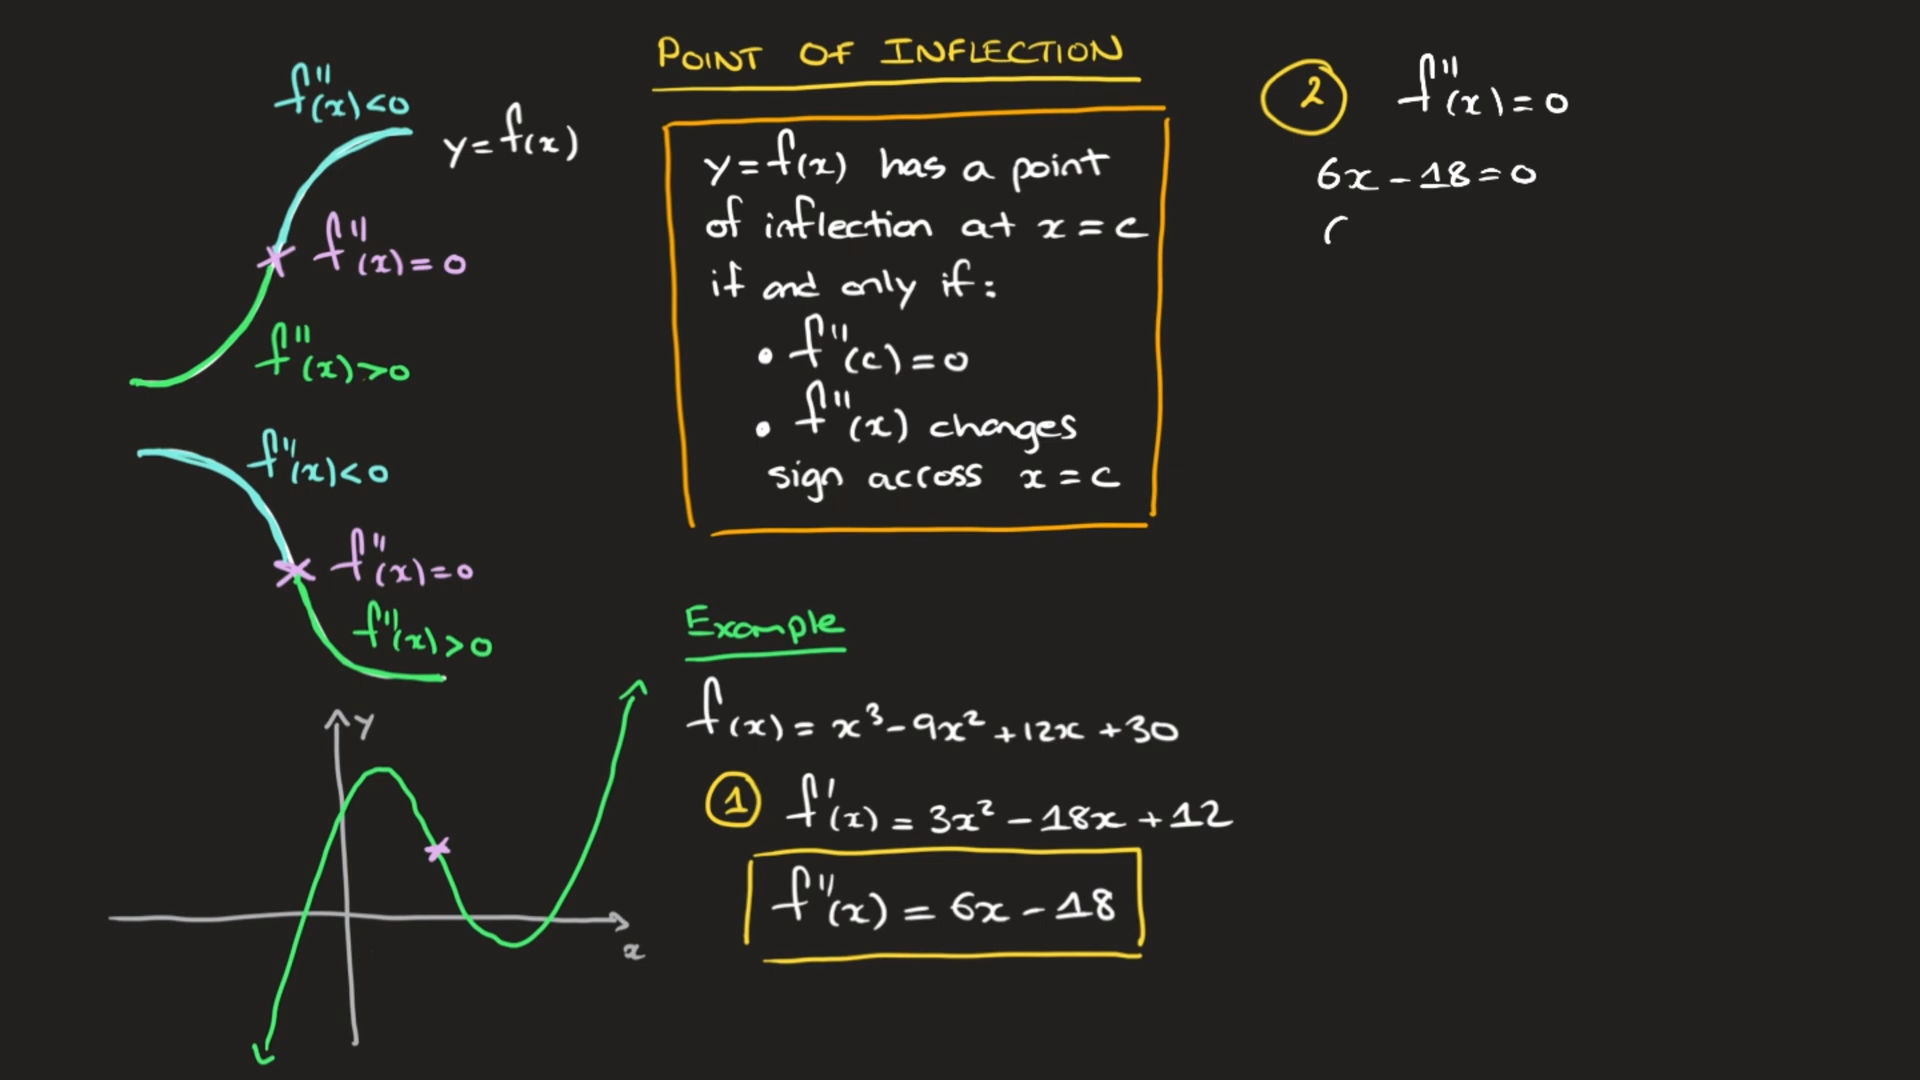 f''(x)<0
y=f(x)
f''(x)=0
f''(x)>0
f''(x)<0
f''(x)=0
f''(x)>0
y
x
POINT OF INFLECTION
y=f(x) has a point
of inflection at x=c
if and only if:
• f''(c)=0
• f''(x) changes
sign across x=c
Example
f(x)=x³-9x²+12x+30
1 f'(x)=3x²-18x+12
f''(x)=6x-18
2 f''(x)=0
6x-18=0